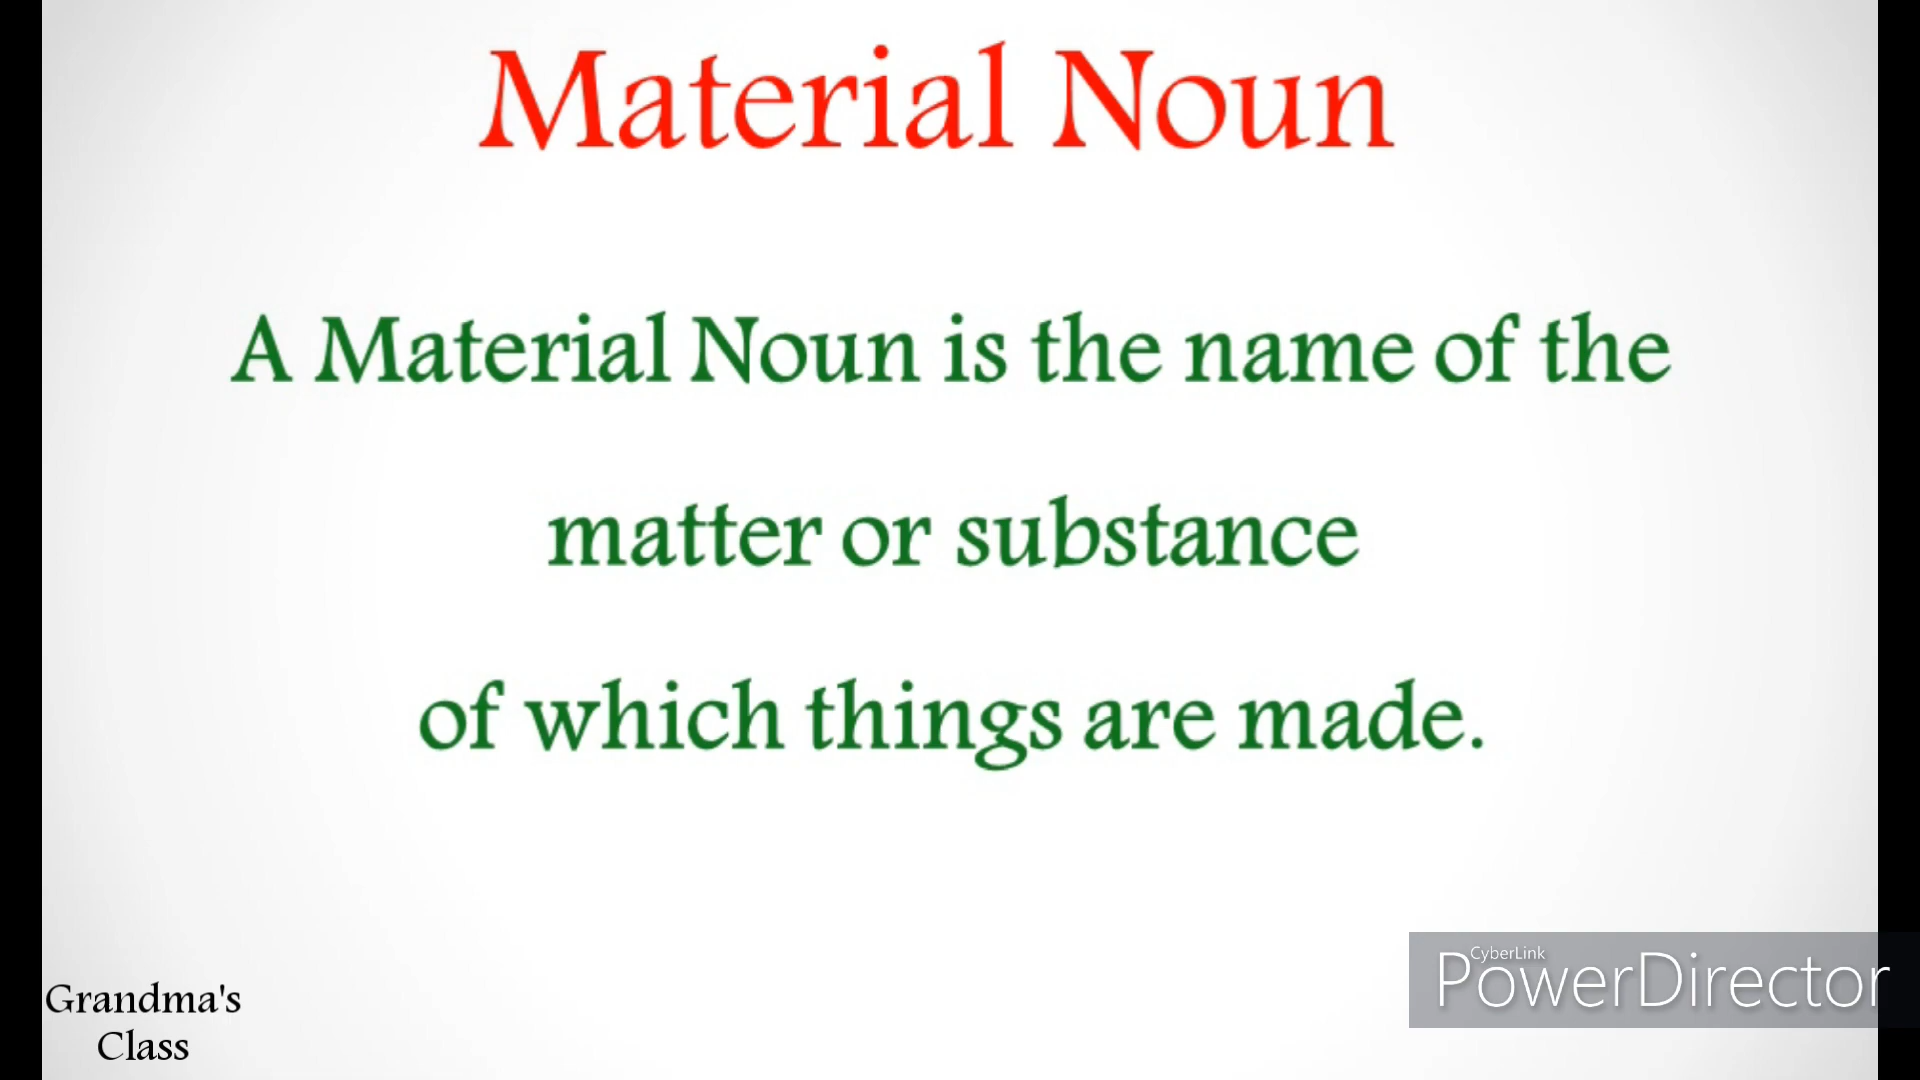 Material Noun
A Material Noun is the name of the
matter or substance
of which things are made.
Grandma's
Class
CyberLink
PowerDirector